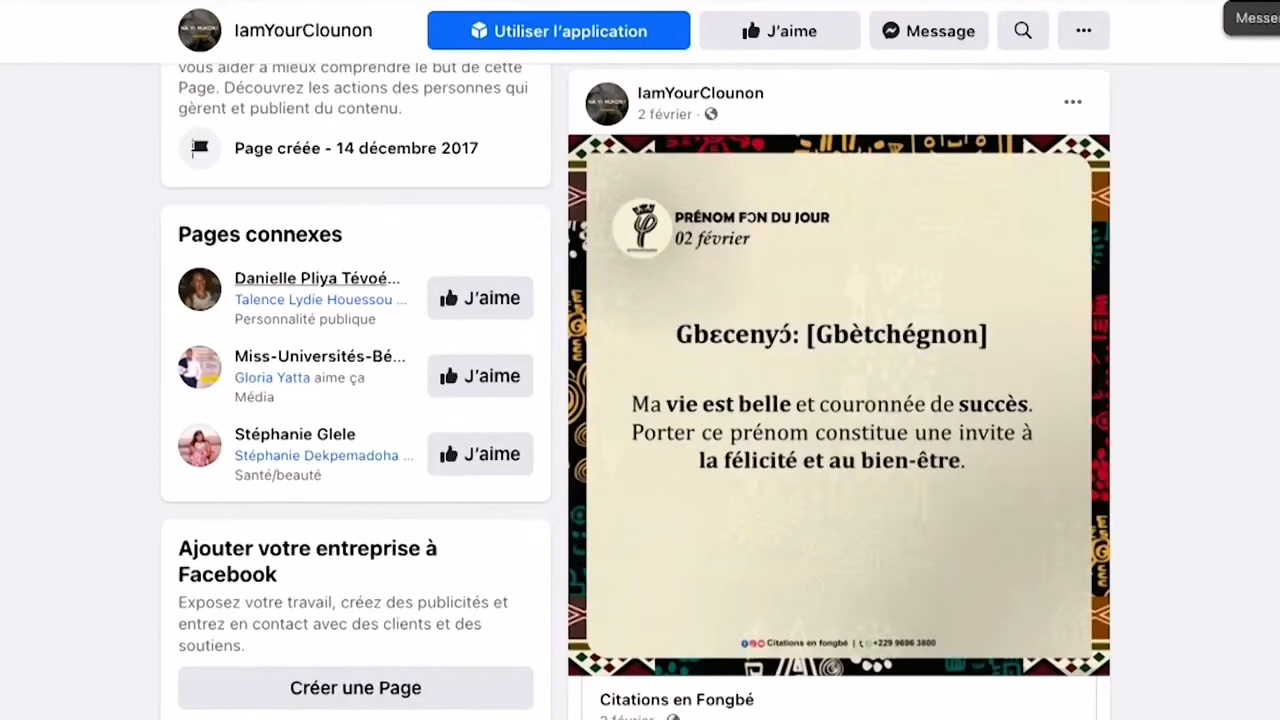 IamYourClounon
Utiliser l’application
J’aime
Message
Messen
vous aider à mieux comprendre le but de cette
Page. Découvrez les actions des personnes qui
gèrent et publient du contenu.
Page créée - 14 décembre 2017
Pages connexes
Danielle Pliya Tévoé...
Talence Lydie Houessou ...
Personnalité publique
J’aime
Miss-Universités-Bé...
Gloria Yatta aime ça
Média
J’aime
Stéphanie Glele
Stéphanie Dekpemadoha ...
Santé/beauté
J’aime
Ajouter votre entreprise à
Facebook
Exposez votre travail, créez des publicités et
entrez en contact avec des clients et des
soutiens.
Créer une Page
IamYourClounon
2 février ·
PRÉNOM FƆN DU JOUR
02 février
Gbɛcenyɔ́: [Gbètchégnon]
Ma vie est belle et couronnée de succès.
Porter ce prénom constitue une invite à
la félicité et au bien-être.
Citations en fongbé | +229 9696 3800
Citations en Fongbé
2 février ·